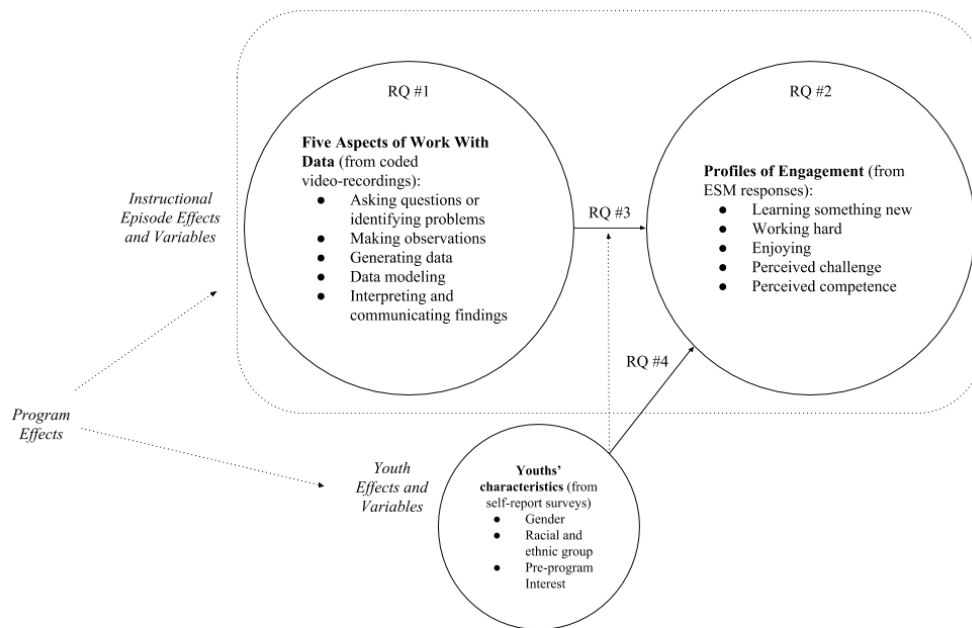 RQ #1
Five Aspects of Work With
Data (from coded
video-recordings):
● Asking questions or
identifying problems
● Making observations
● Generating data
● Data modeling
● Interpreting and
communicating findings
RQ #2
Profiles of Engagement (from
ESM responses):
● Learning something new
● Working hard
● Enjoying
● Perceived challenge
● Perceived competence
Instructional
Episode Effects
and Variables
RQ #3
RQ #4
Program
Effects
Youth
Effects and
Variables
Youths'
characteristics (from
self-report surveys)
● Gender
● Racial and
ethnic group
● Pre-program
Interest